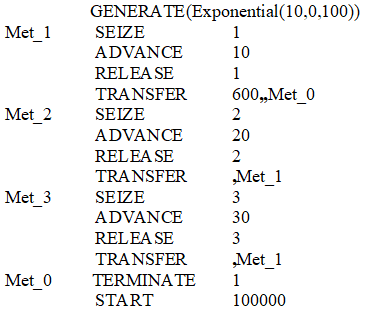 GENERATE(Exponential(10,0,100))
Met_1 SEIZE 1
ADVANCE 10
RELEASE 1
TRANSFER 600,,Met_0
Met_2 SEIZE 2
ADVANCE 20
RELEASE 2
TRANSFER ,Met_1
Met_3 SEIZE 3
ADVANCE 30
RELEASE 3
TRANSFER ,Met_1
Met_0 TERMINATE 1
START 100000